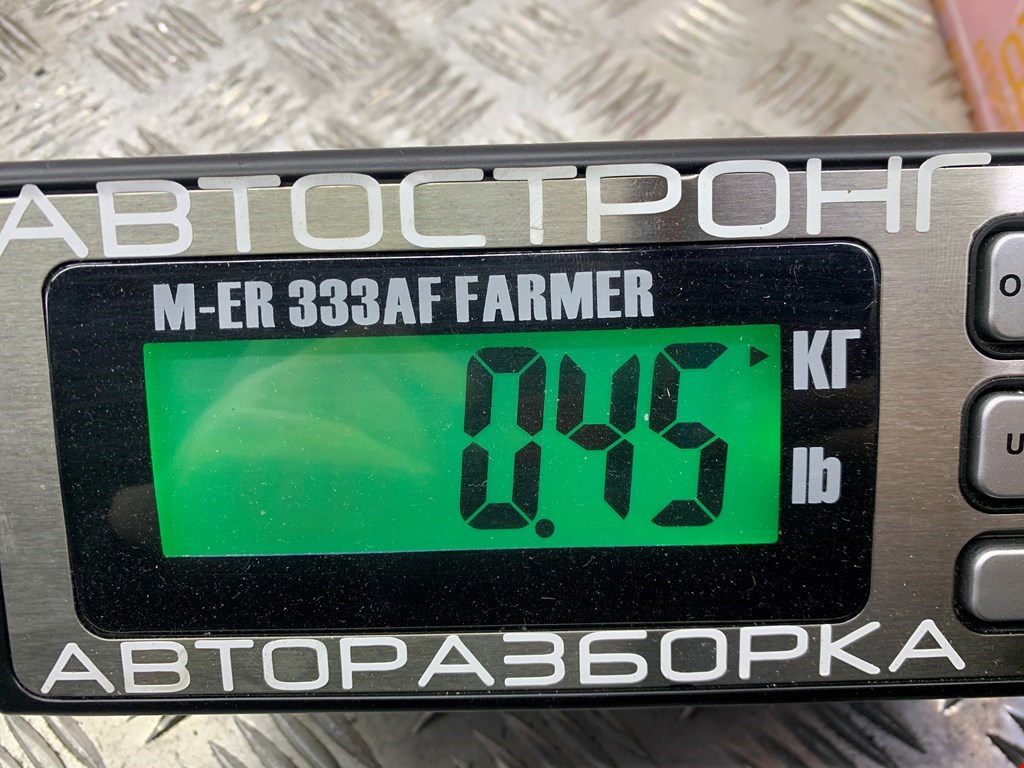 АВТОСТРОНГ
M-ER 333AF FARMER
0.45
КГ
lb
АВТОРАЗБОРКА